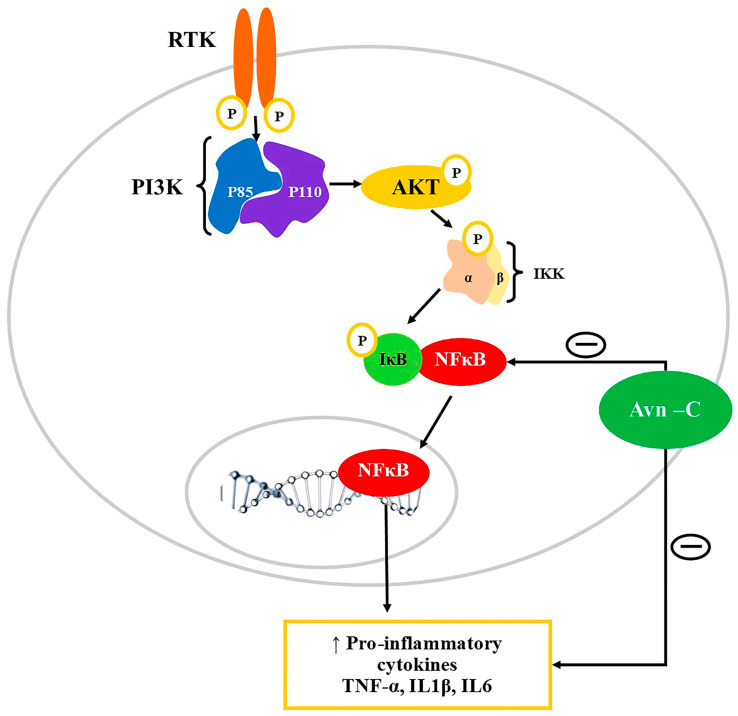 RTK
P
P
PI3K
P85
P110
AKT
P
P
α
β
IKK
P
IκB
NFκB
Avn –C
NFκB
↑ Pro-inflammatory
cytokines
TNF-α, IL1β, IL6